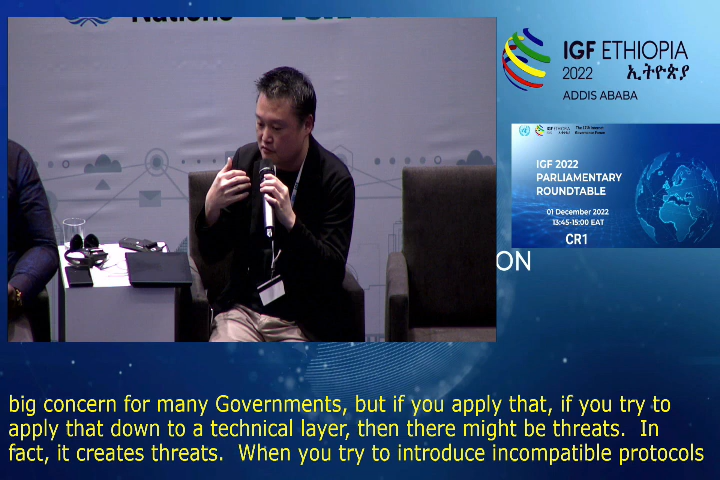 Nations
IGF ETHIOPIA
2022 ኢትዮጵያ
ADDIS ABABA
IGF 2022
PARLIAMENTARY
ROUNDTABLE
01 December 2022
13:45-15:00 EAT
CR1
ON
big concern for many Governments, but if you apply that, if you try to
apply that down to a technical layer, then there might be threats. In
fact, it creates threats. When you try to introduce incompatible protocols